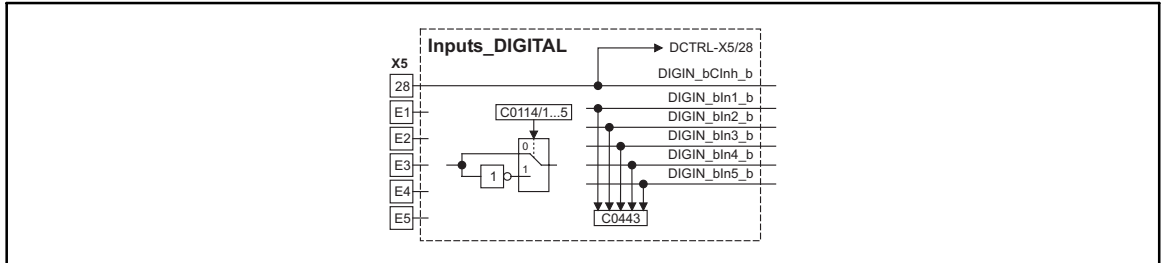 Inputs_DIGITAL
DCTRL-X5/28
X5
DIGIN_bCInh_b
28
DIGIN_bIn1_b
E1
C0114/1...5
DIGIN_bIn2_b
E2
0
DIGIN_bIn3_b
DIGIN_bIn4_b
E3
1
1
DIGIN_bIn5_b
E4
E5
C0443